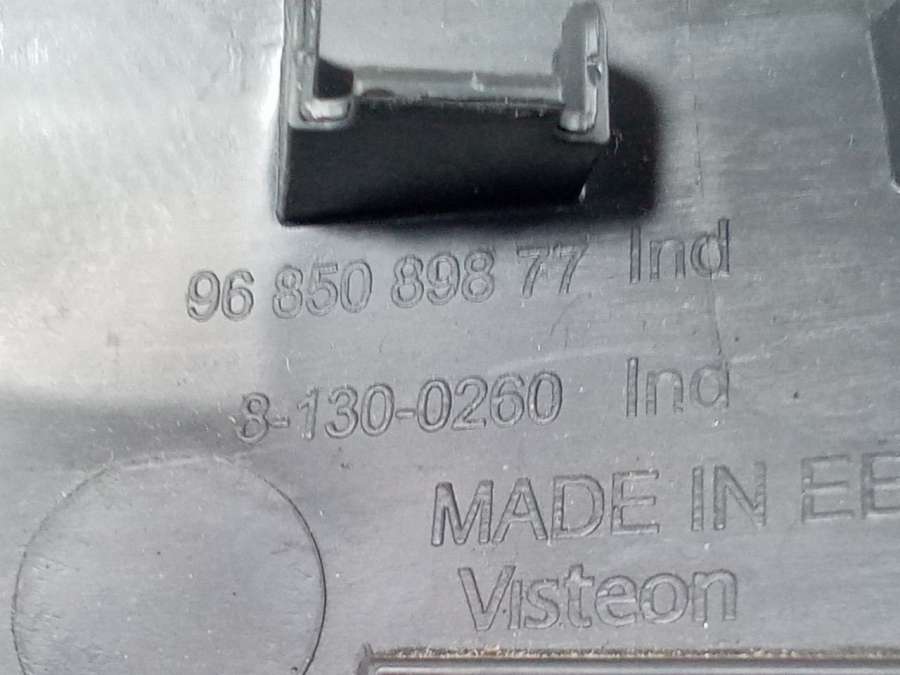 96 850 898 77 Ind
8-130-0260 Ind
MADE IN EE
Visteon